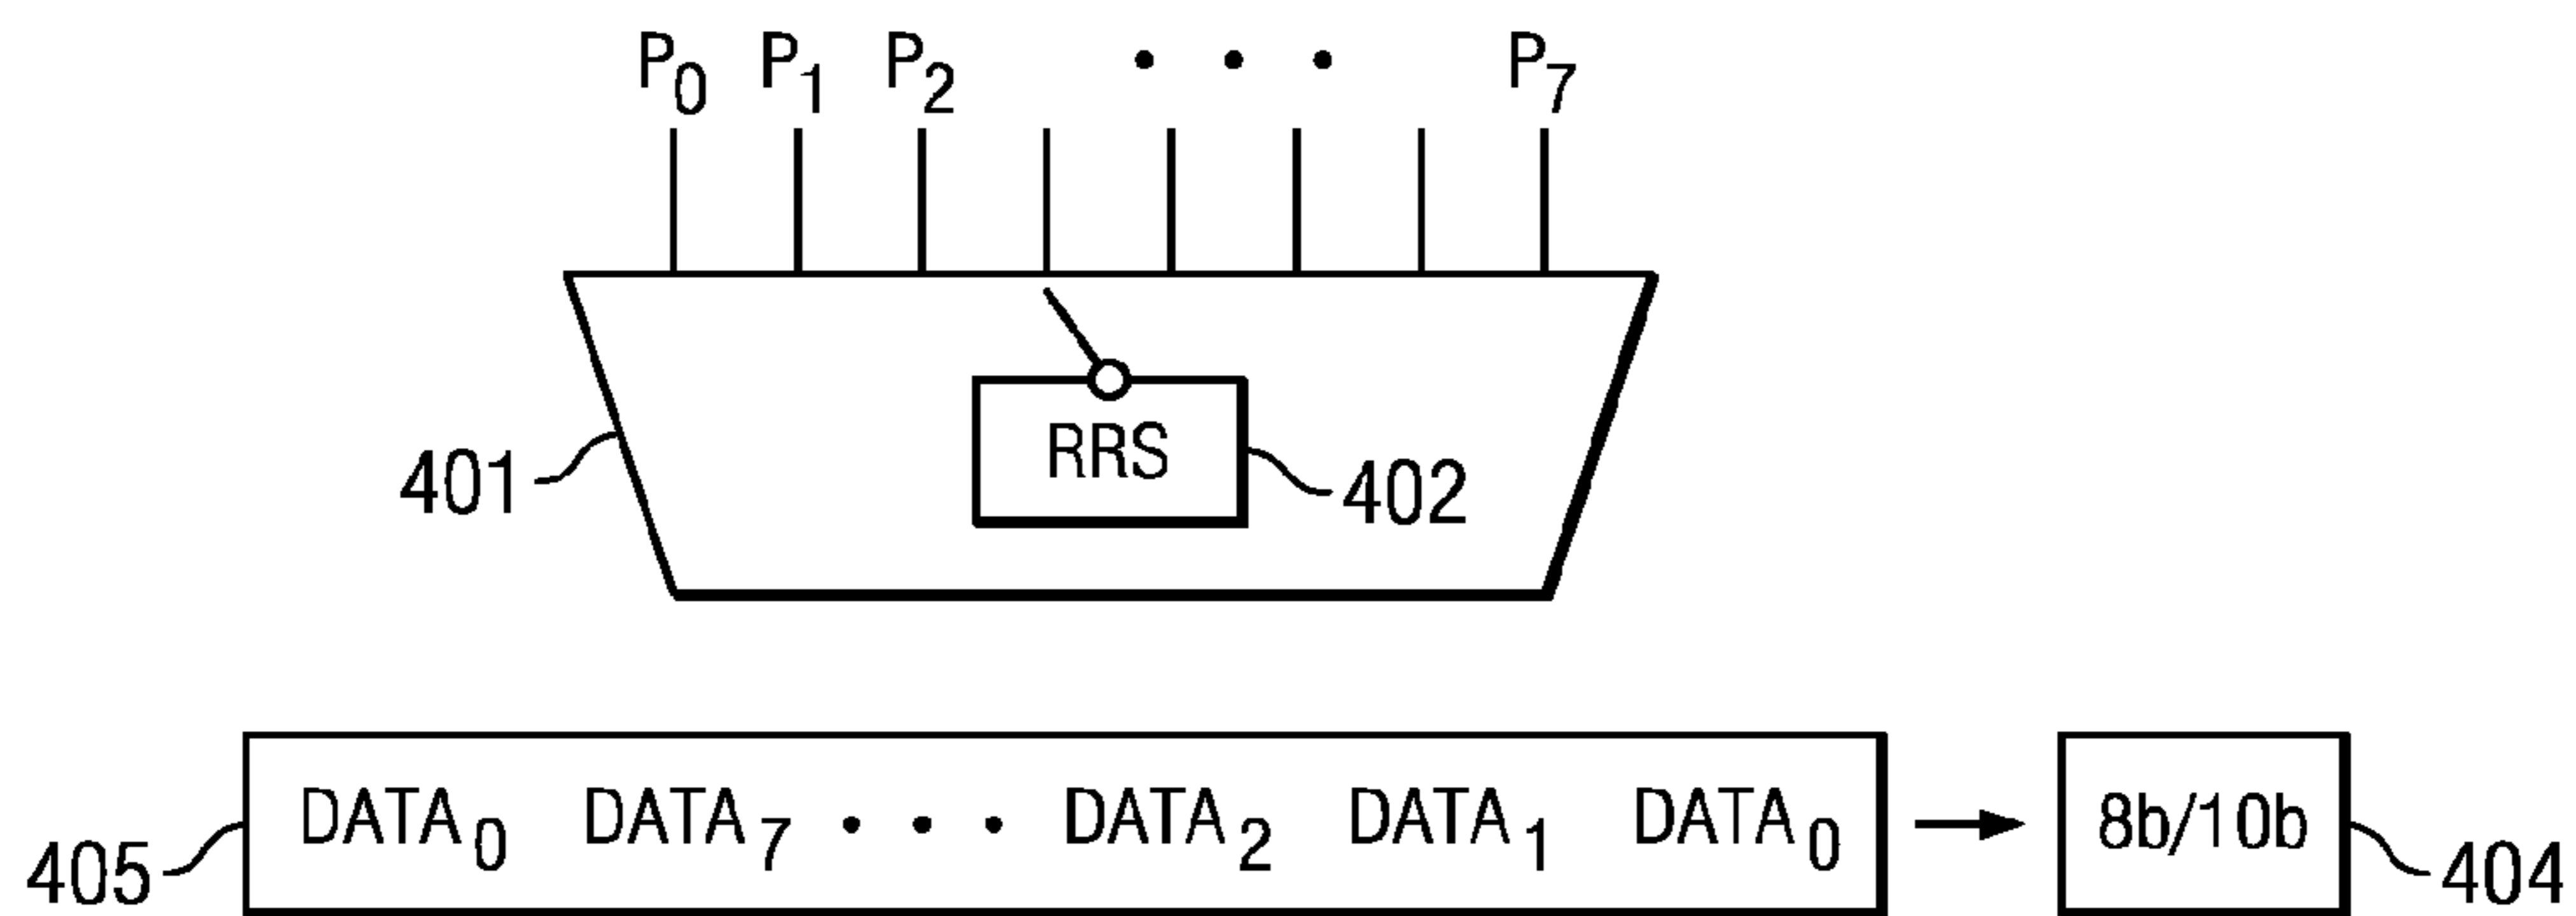 P₀ P₁ P₂ • • • P₇
RRS
401
402
DATA₀ DATA₇ • • • DATA₂ DATA₁ DATA₀
8b/10b
405
404